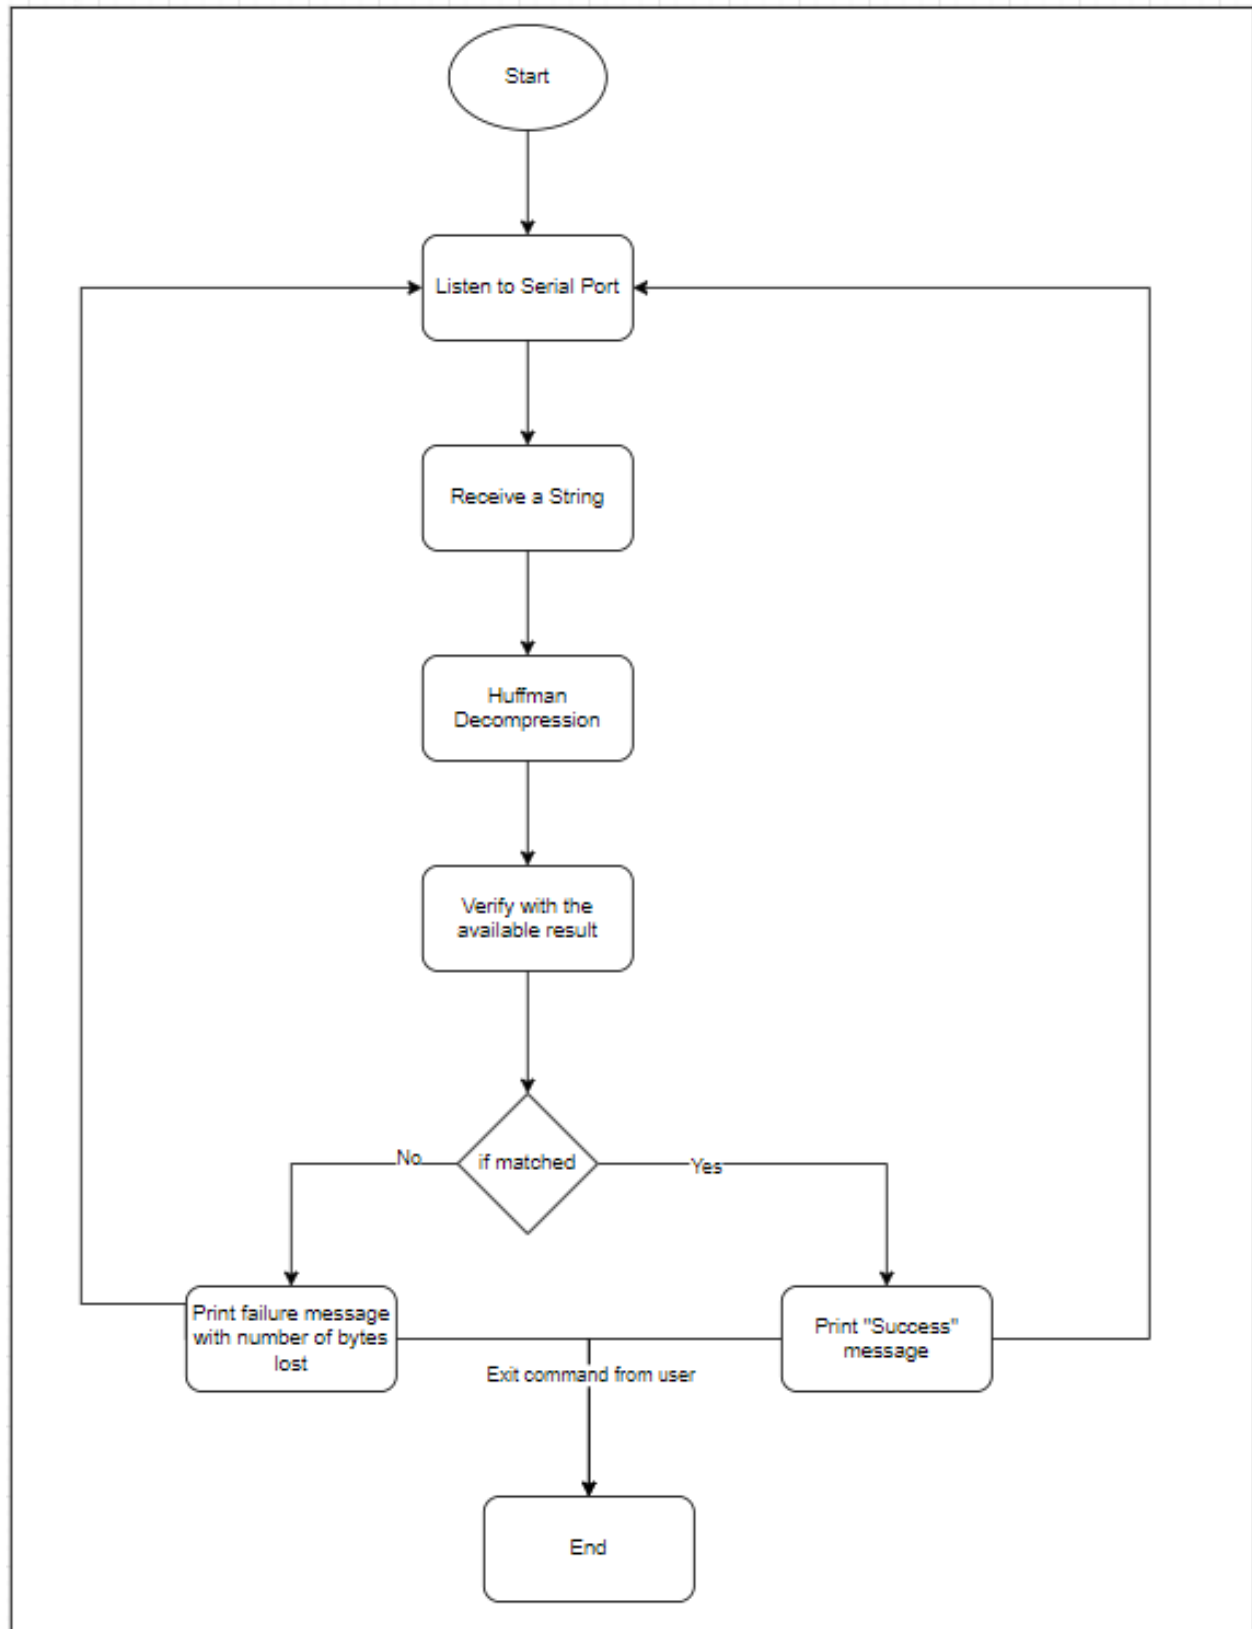 Start
Listen to Serial Port
Receive a String
Huffman
Decompression
Verify with the
available result
if matched
No
Yes
Print failure message
with number of bytes
lost
Print "Success"
message
Exit command from user
End